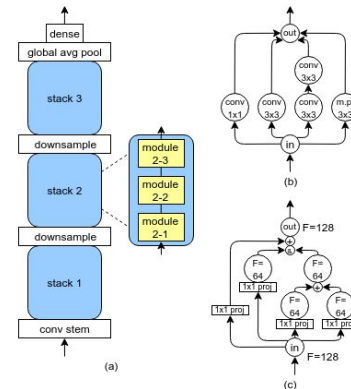 dense
global avg pool
stack 3
downsample
stack 2
downsample
stack 1
conv stem
module
2-3
module
2-2
module
2-1
(a)
out
conv
3x3
conv
1x1
conv
3x3
conv
3x3
m.p
3x3
in
(b)
out
F=128
+
&
F=
64
F=
64
1x1 proj
+
1x1 proj
F=
64
F=
64
1x1 proj
1x1 proj
in
F=128
(c)